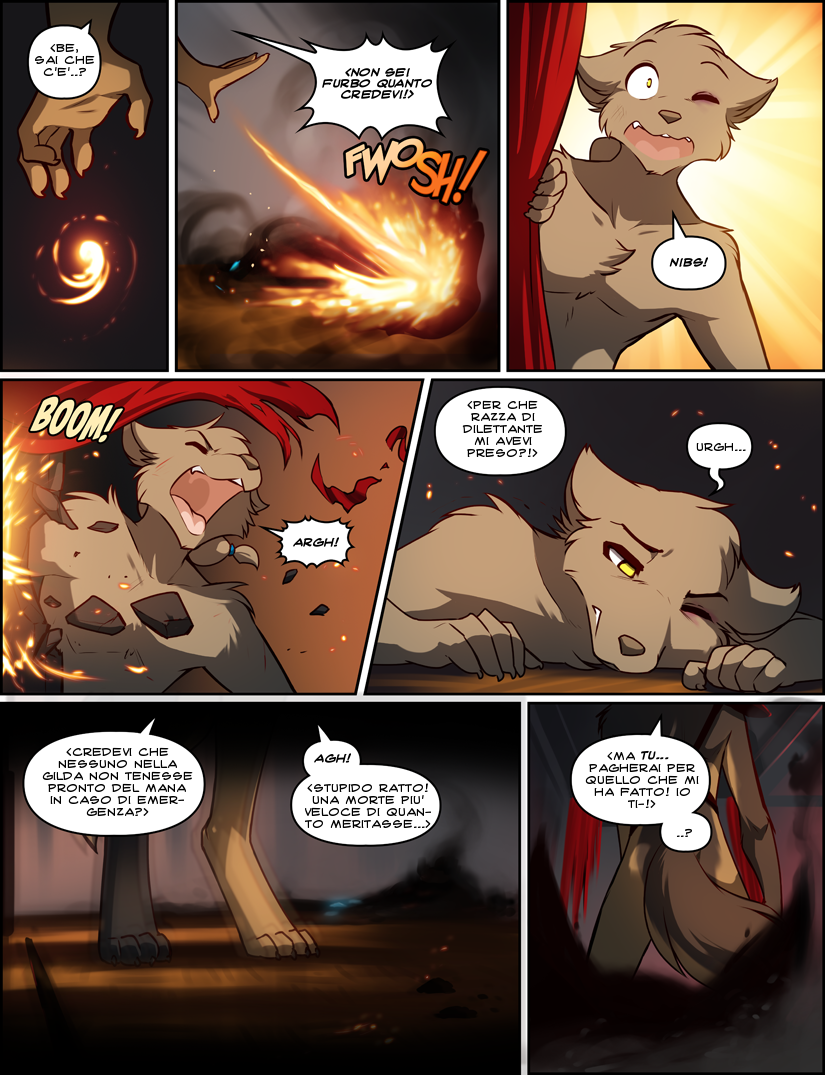 <BE,
SAI CHE
C'E'..?
<NON SEI
FURBO QUANTO
CREDEVI!>
FWOSH!
NIBS!
BOOM!
ARGH!
<PER CHE
RAZZA DI
DILETTANTE
MI AVEVI
PRESO?!>
URGH...
<CREDEVI CHE
NESSUNO NELLA
GILDA NON TENESSE
PRONTO DEL MANA
IN CASO DI EMER-
GENZA?>
AGH!
<STUPIDO RATTO!
UNA MORTE PIU'
VELOCE DI QUAN-
TO MERITASSE...>
<MA TU...
PAGHERAI PER
QUELLO CHE MI
HA FATTO! IO
TI-!>
..?